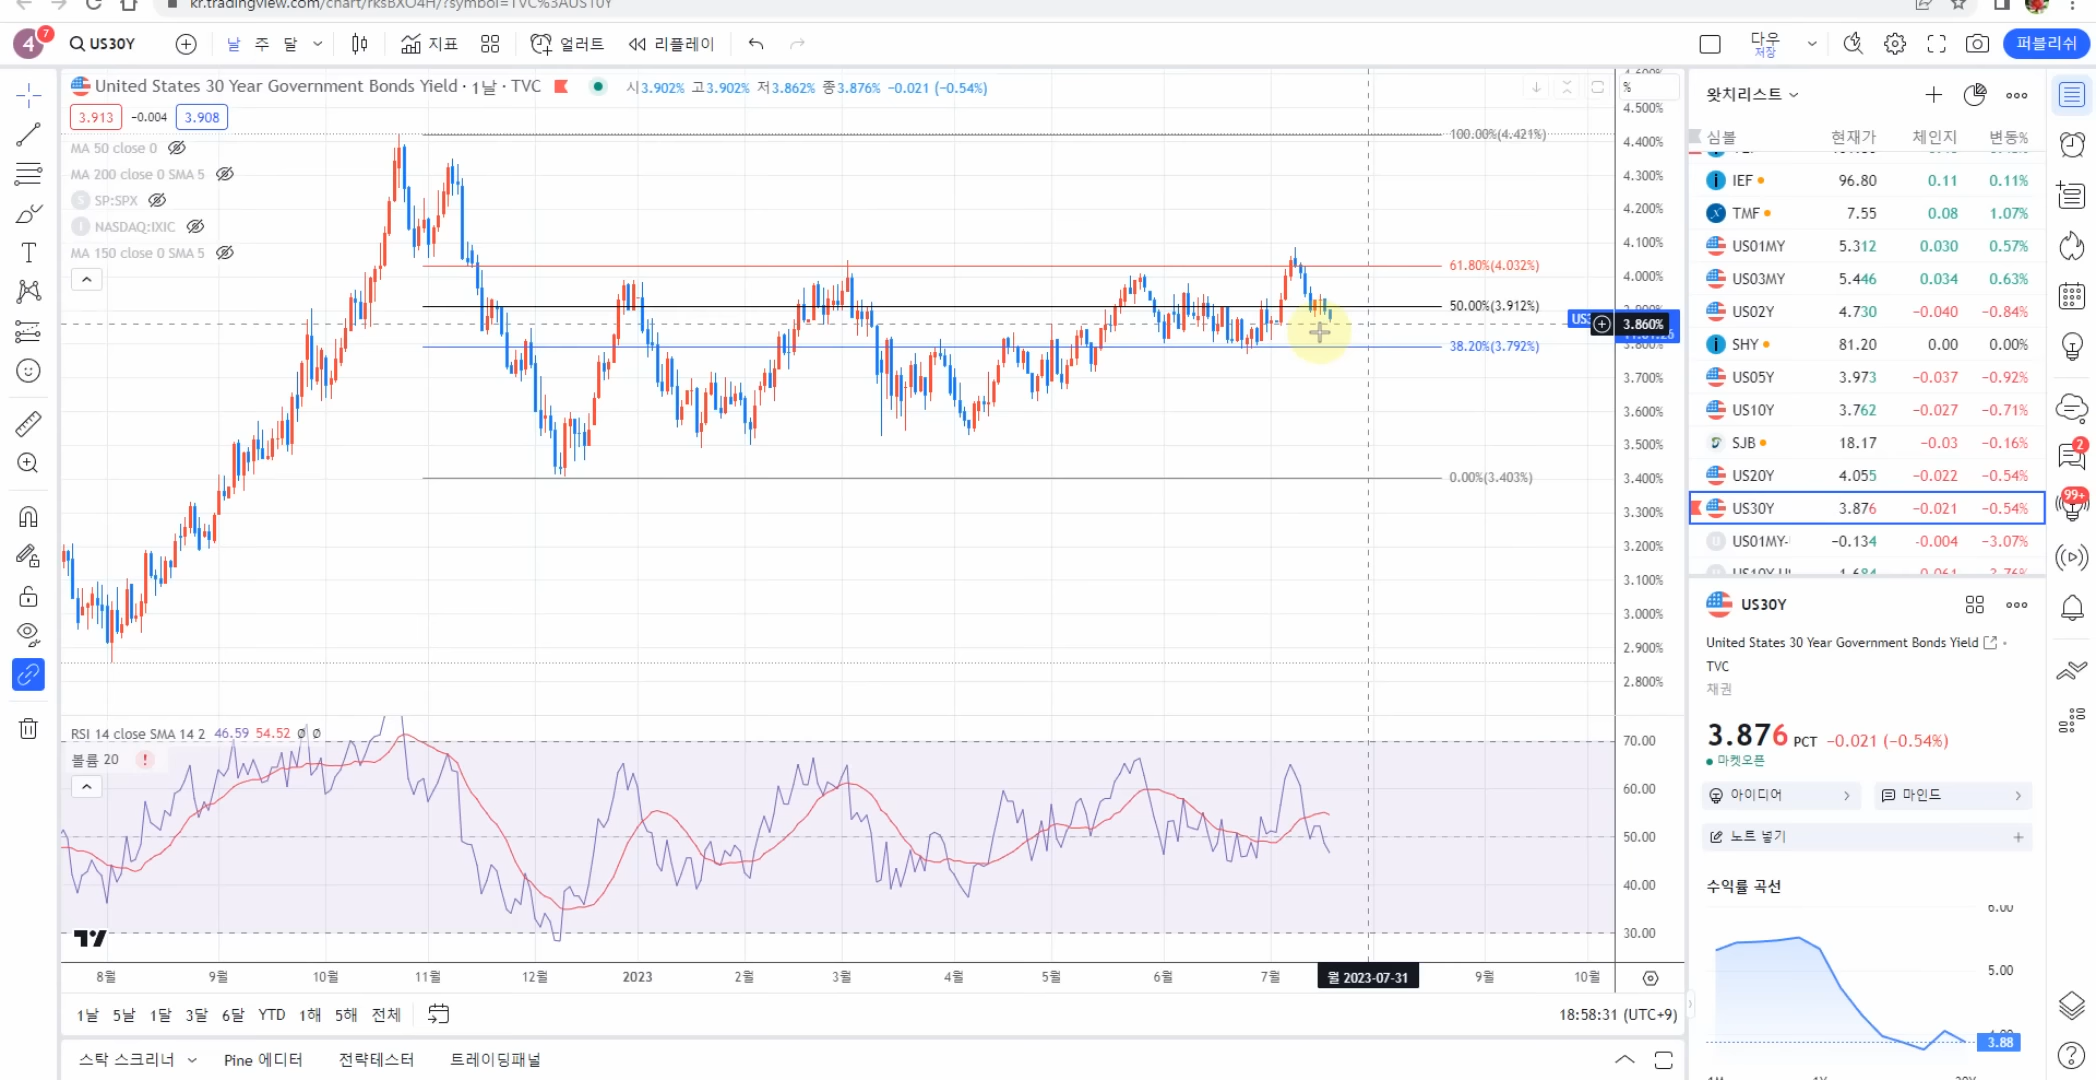 kr.tradingview.com/chart/rksBXO4H/?symbol=TVC%3AUS10Y
4 7 US30Y 날 주 달 지표 얼러트 리플레이 다우 저장 퍼블리쉬
United States 30 Year Government Bonds Yield · 1날 · TVC 시3.902% 고3.902% 저3.862% 종3.876% −0.021 (−0.54%) %
3.913 −0.004 3.908
MA 50 close 0
MA 200 close 0 SMA 5
S SP:SPX
I NASDAQ:IXIC
MA 150 close 0 SMA 5
100.00%(4.421%)
61.80%(4.032%)
50.00%(3.912%)
38.20%(3.792%)
0.00%(3.403%)
4.600%
4.500%
4.400%
4.300%
4.200%
4.100%
4.000%
3.900%
3.860%
3.800%
3.700%
3.600%
3.500%
3.400%
3.300%
3.200%
3.100%
3.000%
2.900%
2.800%
RSI 14 close SMA 14 2 46.59 54.52 Ø Ø
볼륨 20 !
70.00
60.00
50.00
40.00
30.00
8월 9월 10월 11월 12월 2023 2월 3월 4월 5월 6월 7월 월 2023-07-31 9월 10월
1날 5날 1달 3달 6달 YTD 1해 5해 전체 18:58:31 (UTC+9)
스탁 스크리너 Pine 에디터 전략테스터 트레이딩패널
왓치리스트
심볼 현재가 체인지 변동%
IEF 96.80 0.11 0.11%
TMF 7.55 0.08 1.07%
US01MY 5.312 0.030 0.57%
US03MY 5.446 0.034 0.63%
US02Y 4.730 −0.040 −0.84%
SHY 81.20 0.00 0.00%
US05Y 3.973 −0.037 −0.92%
US10Y 3.762 −0.027 −0.71%
SJB 18.17 −0.03 −0.16%
US20Y 4.055 −0.022 −0.54%
US30Y 3.876 −0.021 −0.54%
U US01MY- −0.134 -0.004 −3.07%
US30Y
United States 30 Year Government Bonds Yield •
TVC
채권
3.876 PCT −0.021 (−0.54%)
마켓오픈
아이디어 마인드
노트 넣기
수익률 곡선
6.00
5.00
3.88
2
99+